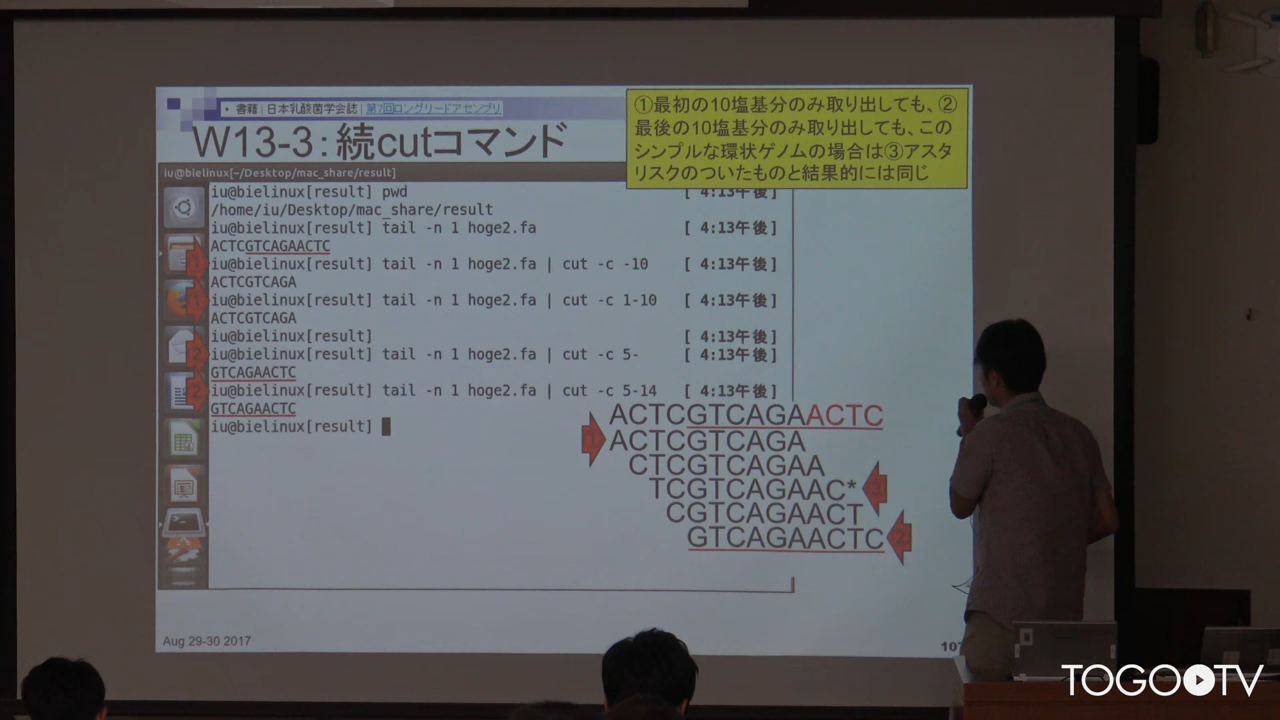 • 書籍 | 日本乳酸菌学会誌 | 第7回ロングリードアセンブリ
W13-3：続cutコマンド
①最初の10塩基分のみ取り出しても、②
最後の10塩基分のみ取り出しても、この
シンプルな環状ゲノムの場合は③アスタ
リスクのついたものと結果的には同じ
iu@bielinux[~/Desktop/mac_share/result]
iu@bielinux[result] pwd [ 4:13午後]
/home/iu/Desktop/mac_share/result
iu@bielinux[result] tail -n 1 hoge2.fa [ 4:13午後]
ACTCGTCAGAACTC
iu@bielinux[result] tail -n 1 hoge2.fa | cut -c -10 [ 4:13午後]
ACTCGTCAGA
iu@bielinux[result] tail -n 1 hoge2.fa | cut -c 1-10 [ 4:13午後]
ACTCGTCAGA
iu@bielinux[result] [ 4:13午後]
iu@bielinux[result] tail -n 1 hoge2.fa | cut -c 5- [ 4:13午後]
GTCAGAACTC
iu@bielinux[result] tail -n 1 hoge2.fa | cut -c 5-14 [ 4:13午後]
GTCAGAACTC
iu@bielinux[result]
1
1
2
2
ACTCGTCAGAACTC
1 ACTCGTCAGA
CTCGTCAGAA
TCGTCAGAAC* 3
CGTCAGAACT
GTCAGAACTC 2
Aug 29-30 2017
TOGO TV